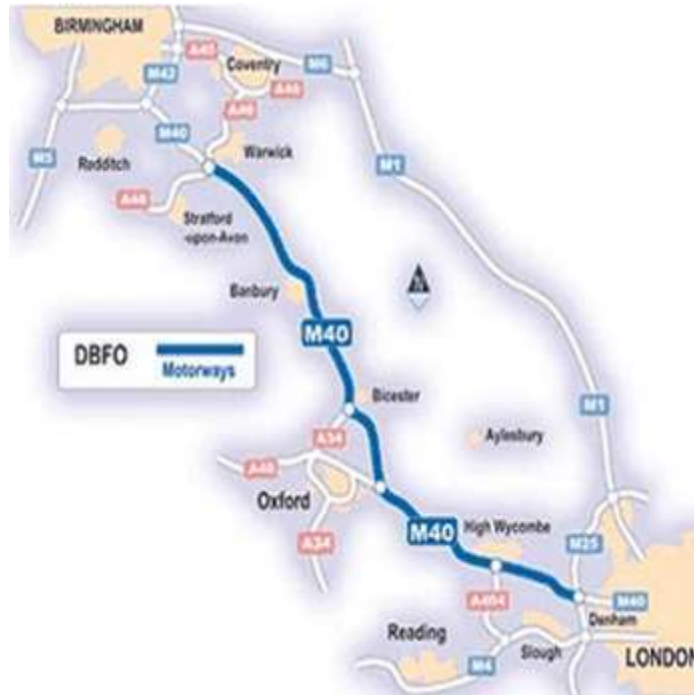 BIRMINGHAM
A45
Coventry
M6
M42
A46
A46
M40
Warwick
M1
M5
Redditch
A46
Stratford
-upon-Avon
N
Banbury
M40
DBFO
Motorways
Bicester
M1
A34
Aylesbury
A40
Oxford
M40
High Wycombe
A34
M25
A404
M40
Denham
Reading
Slough
M4
LONDON